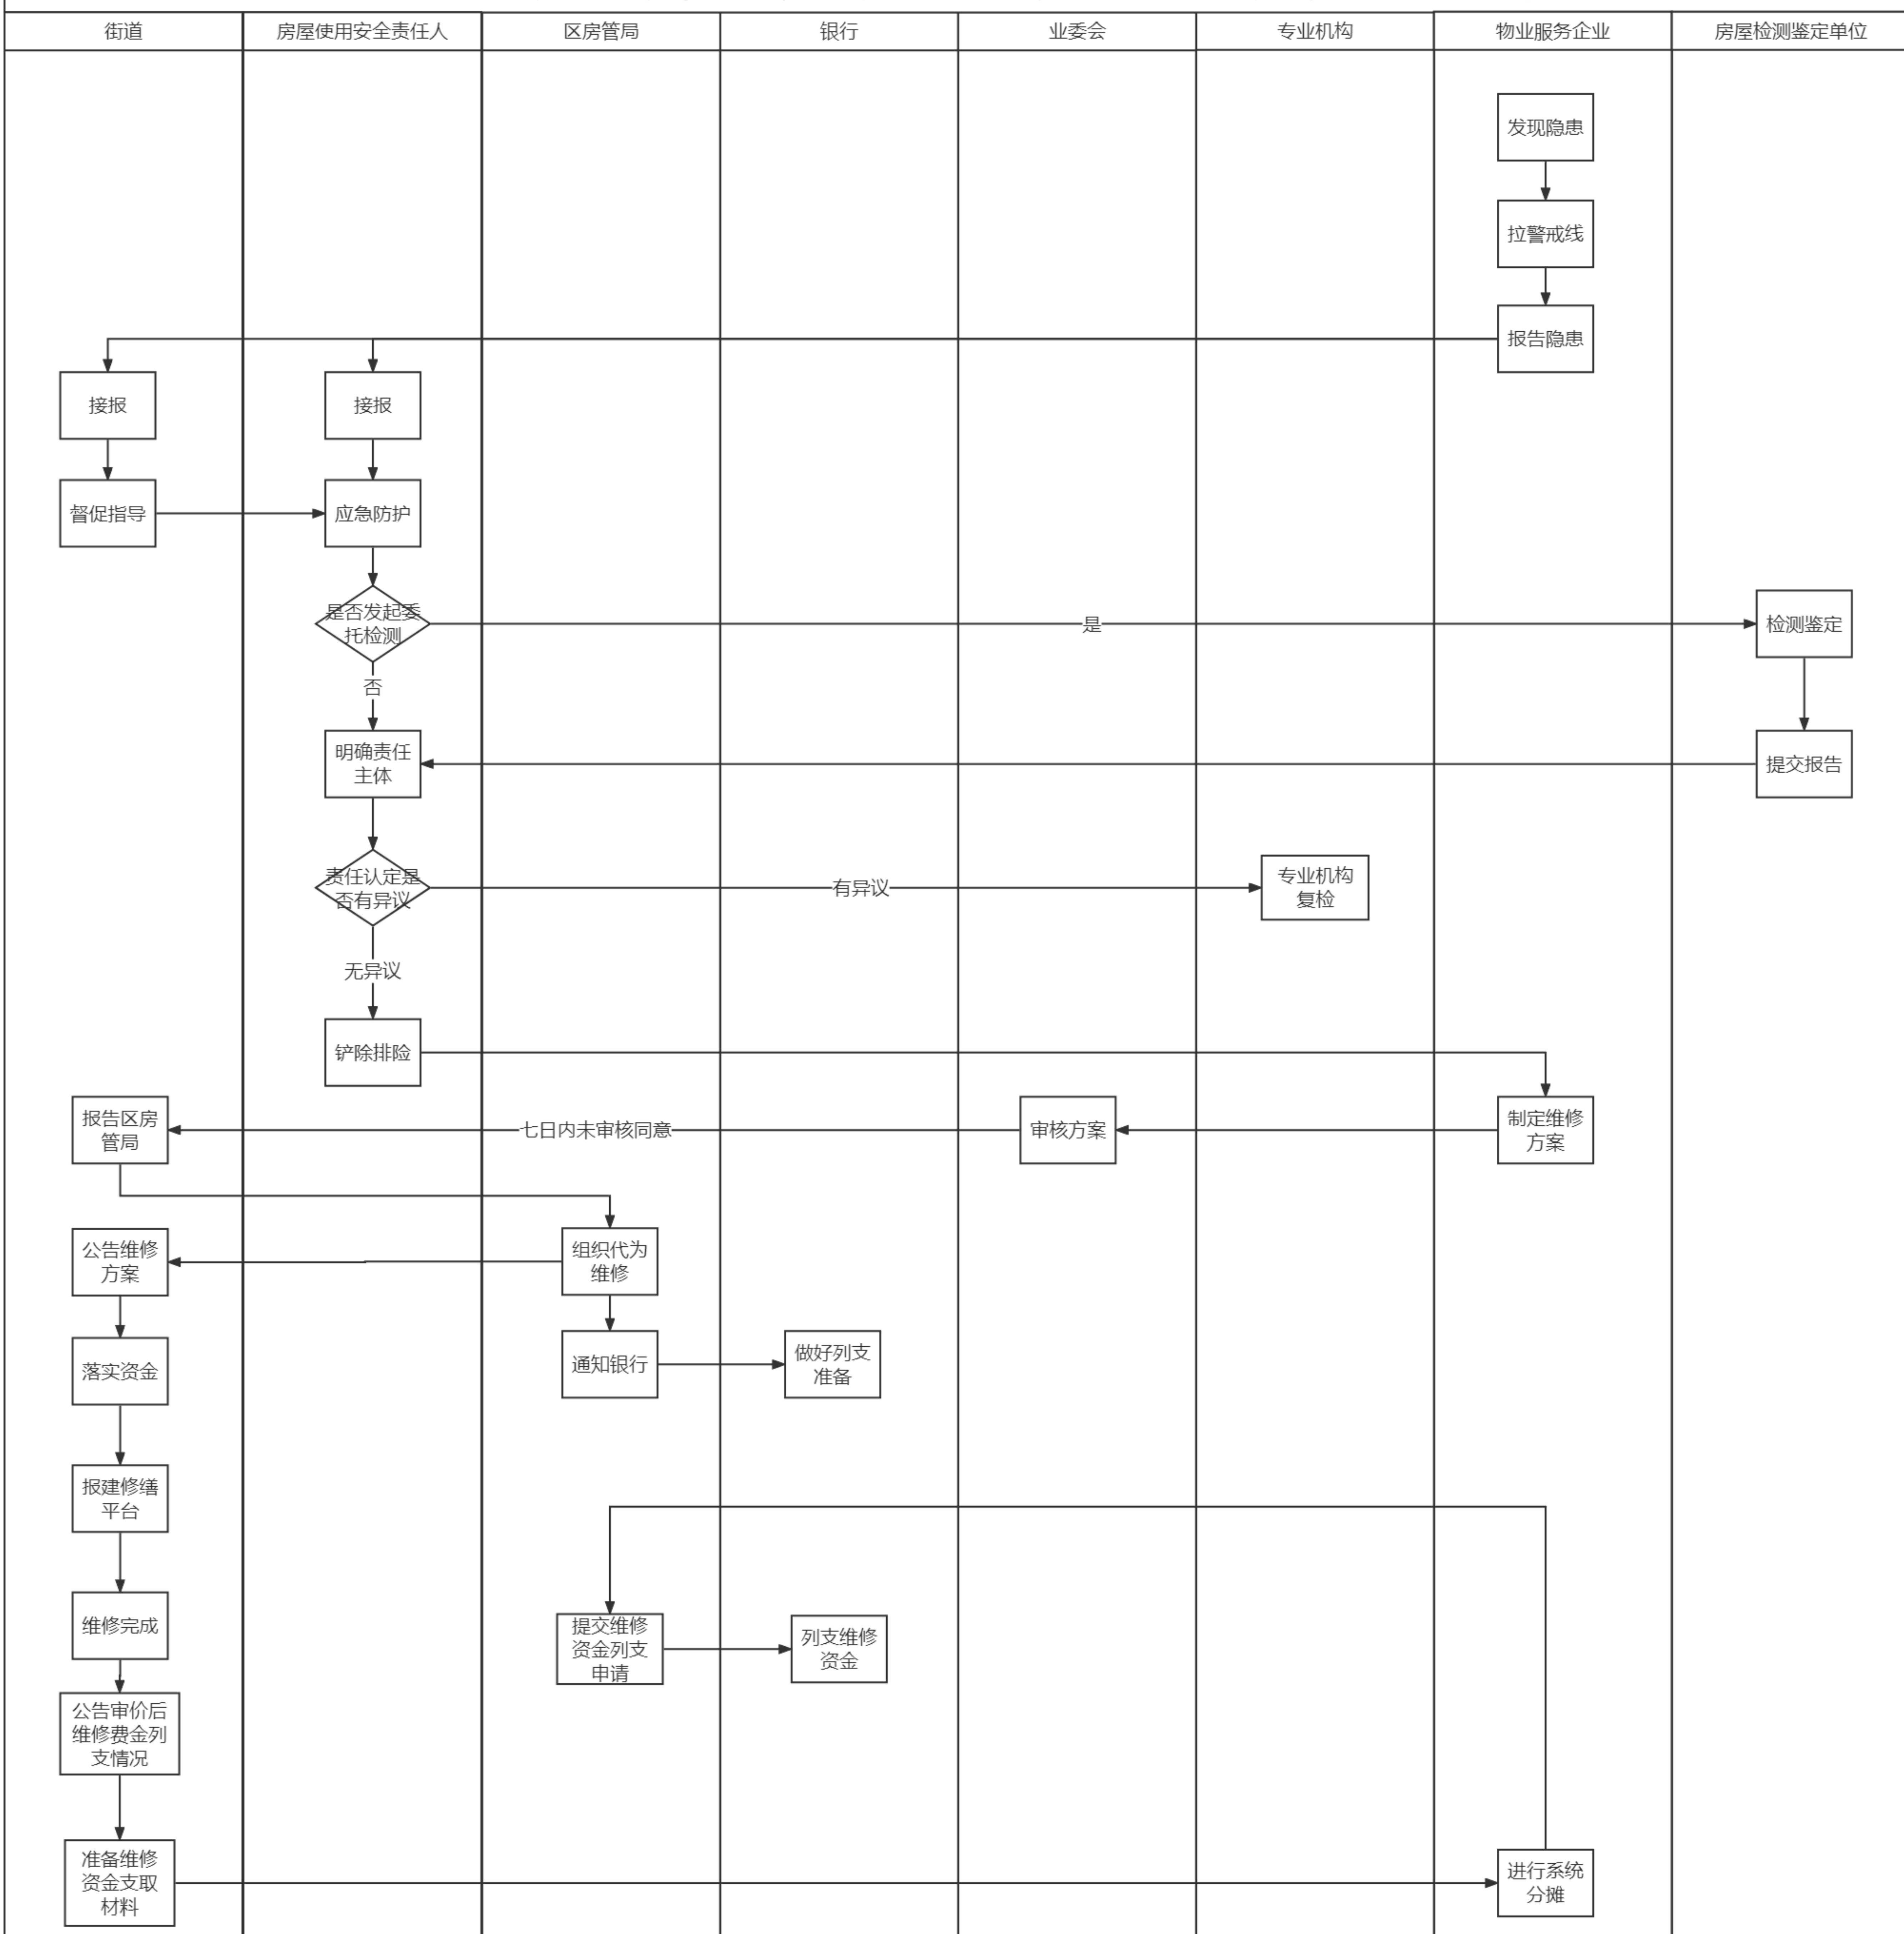 街道
房屋使用安全责任人
区房管局
银行
业委会
专业机构
物业服务企业
房屋检测鉴定单位
发现隐患
拉警戒线
报告隐患
接报
接报
督促指导
应急防护
是否发起委
托检测
是
检测鉴定
否
明确责任
主体
提交报告
责任认定是
否有异议
有异议
专业机构
复检
无异议
铲除排险
报告区房
管局
七日内未审核同意
审核方案
制定维修
方案
公告维修
方案
组织代为
维修
落实资金
通知银行
做好列支
准备
报建修缮
平台
维修完成
提交维修
资金列支
申请
列支维修
资金
公告审价后
维修费金列
支情况
准备维修
资金支取
材料
进行系统
分摊